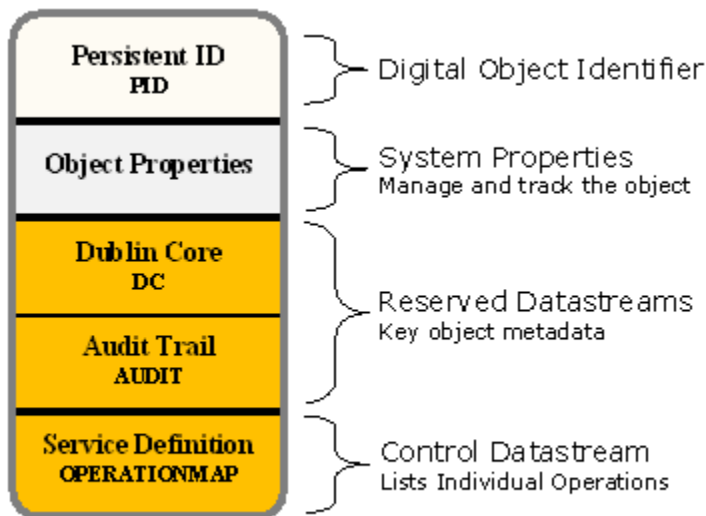 Persistent ID
PID
Digital Object Identifier
Object Properties
System Properties
Manage and track the object
Dublin Core
DC
Audit Trail
AUDIT
Reserved Datastreams
Key object metadata
Service Definition
OPERATIONMAP
Control Datastream
Lists Individual Operations